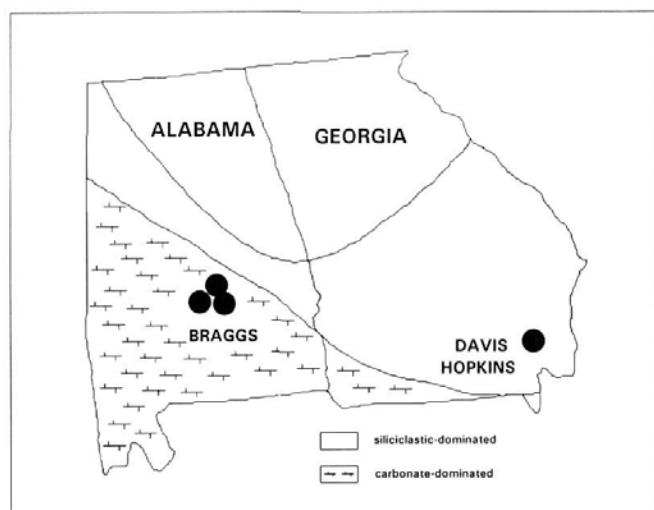 ALABAMA
GEORGIA
BRAGGS
DAVIS
HOPKINS
siliciclastic-dominated
carbonate-dominated